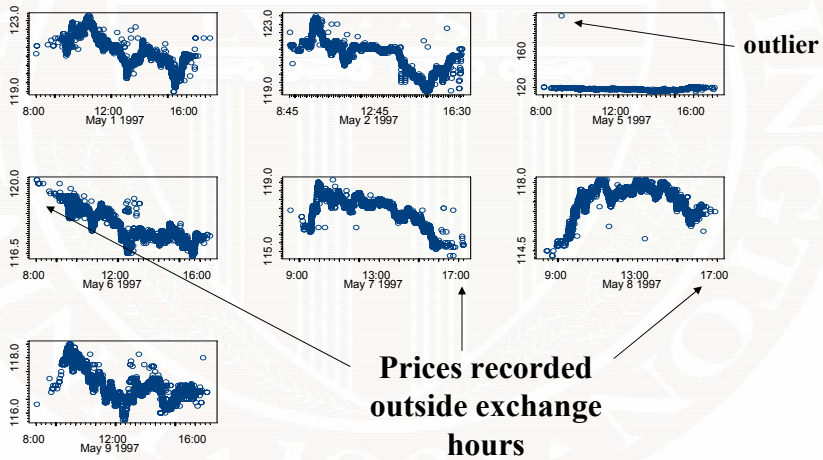 123.0
119.0
8:00 12:00 16:00
May 1 1997
123.0
119.0
8:45 12:45 16:30
May 2 1997
160
120
8:00 12:00 16:00
May 5 1997
outlier
120.0
116.5
8:00 12:00 16:00
May 6 1997
119.0
115.0
9:00 13:00 17:00
May 7 1997
118.0
114.5
9:00 13:00 17:00
May 8 1997
118.0
116.0
8:00 12:00 16:00
May 9 1997
Prices recorded
outside exchange
hours